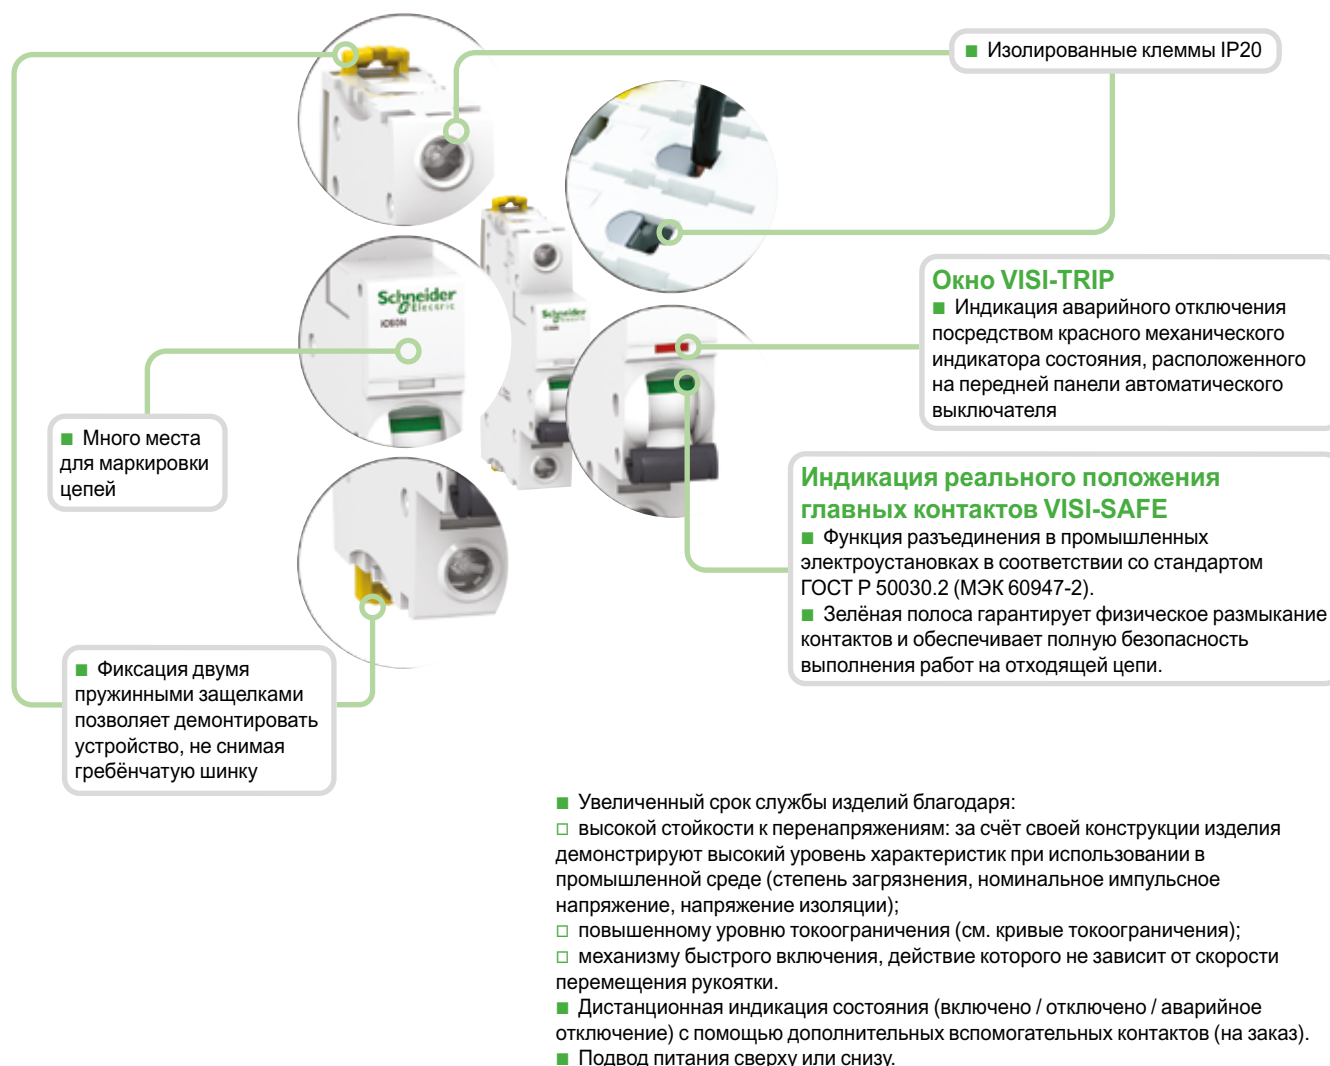 ■ Изолированные клеммы IP20
Schneider
Electric
iC60N
Schneider
Electric
Окно VISI-TRIP
■ Индикация аварийного отключения
посредством красного механического
индикатора состояния, расположенного
на передней панели автоматического
выключателя
■ Много места
для маркировки
цепей
Индикация реального положения
главных контактов VISI-SAFE
■ Функция разъединения в промышленных
электроустановках в соответствии со стандартом
ГОСТ Р 50030.2 (МЭК 60947-2).
■ Зелёная полоса гарантирует физическое размыкание
контактов и обеспечивает полную безопасность
выполнения работ на отходящей цепи.
■ Фиксация двумя
пружинными защелками
позволяет демонтировать
устройство, не снимая
гребёнчатую шинку
■ Увеличенный срок службы изделий благодаря:
□ высокой стойкости к перенапряжениям: за счёт своей конструкции изделия
демонстрируют высокий уровень характеристик при использовании в
промышленной среде (степень загрязнения, номинальное импульсное
напряжение, напряжение изоляции);
□ повышенному уровню токоограничения (см. кривые токоограничения);
□ механизму быстрого включения, действие которого не зависит от скорости
перемещения рукоятки.
■ Дистанционная индикация состояния (включено / отключено / аварийное
отключение) с помощью дополнительных вспомогательных контактов (на заказ).
■ Подвод питания сверху или снизу.